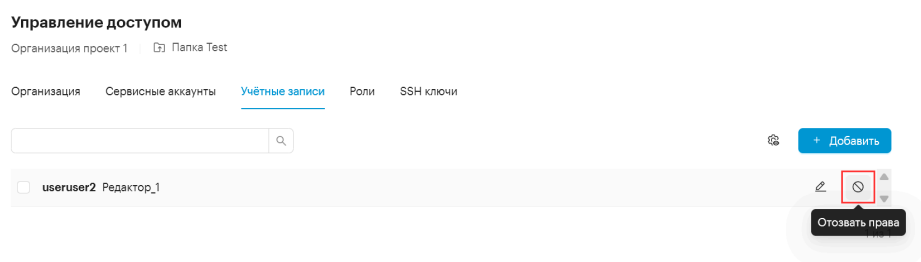 Управление доступом
Организация проект 1 Папка Test
Организация Сервисные аккаунты Учётные записи Роли SSH ключи
+ Добавить
useruser2 Редактор_1
Отозвать права